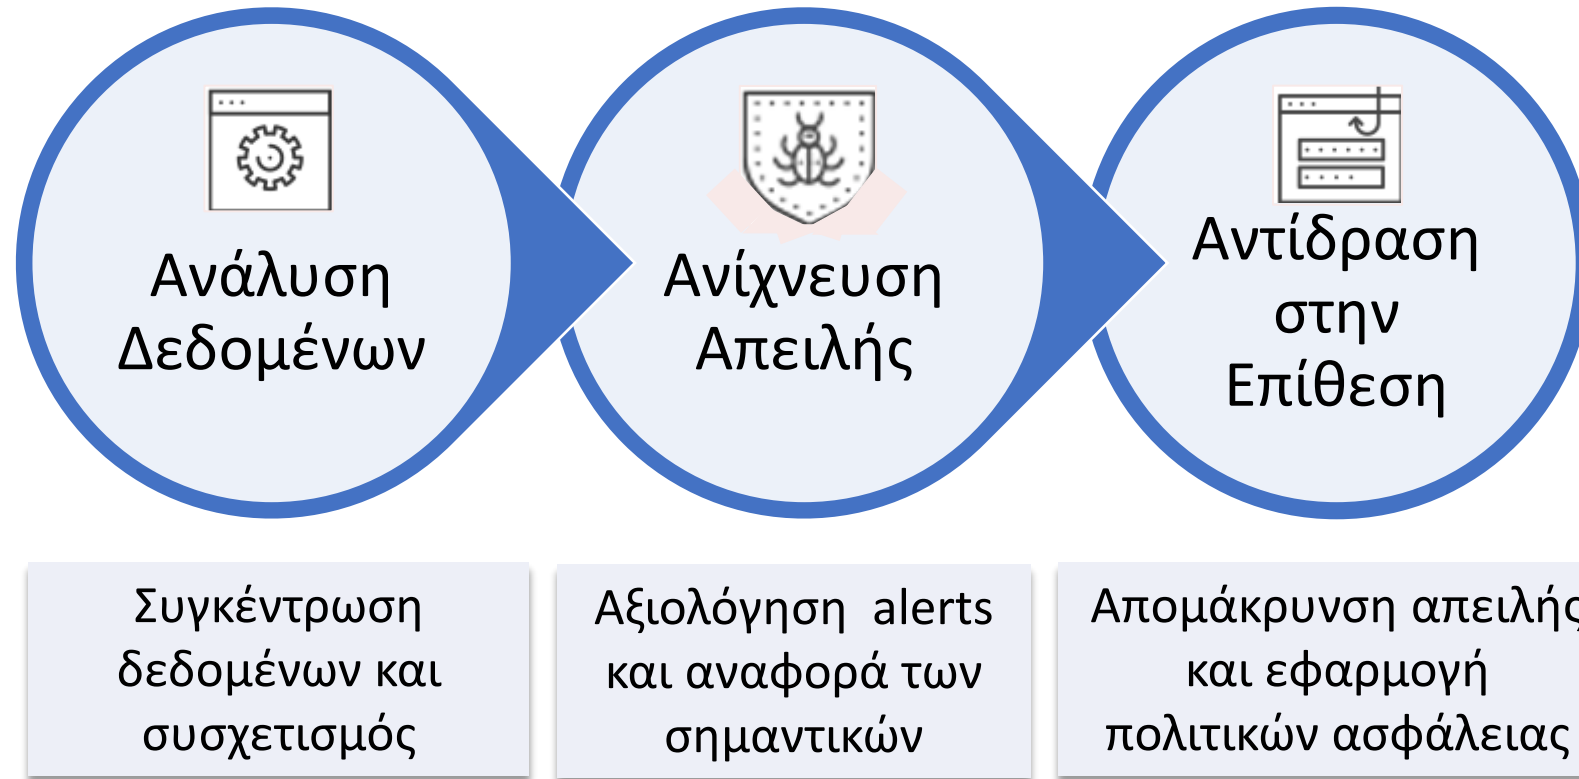 Ανάλυση
Δεδομένων
Ανίχνευση
Απειλής
Αντίδραση
στην
Επίθεση
Συγκέντρωση
δεδομένων και
συσχετισμός
Αξιολόγηση alerts
και αναφορά των
σημαντικών
Απομάκρυνση απειλής
και εφαρμογή
πολιτικών ασφάλειας